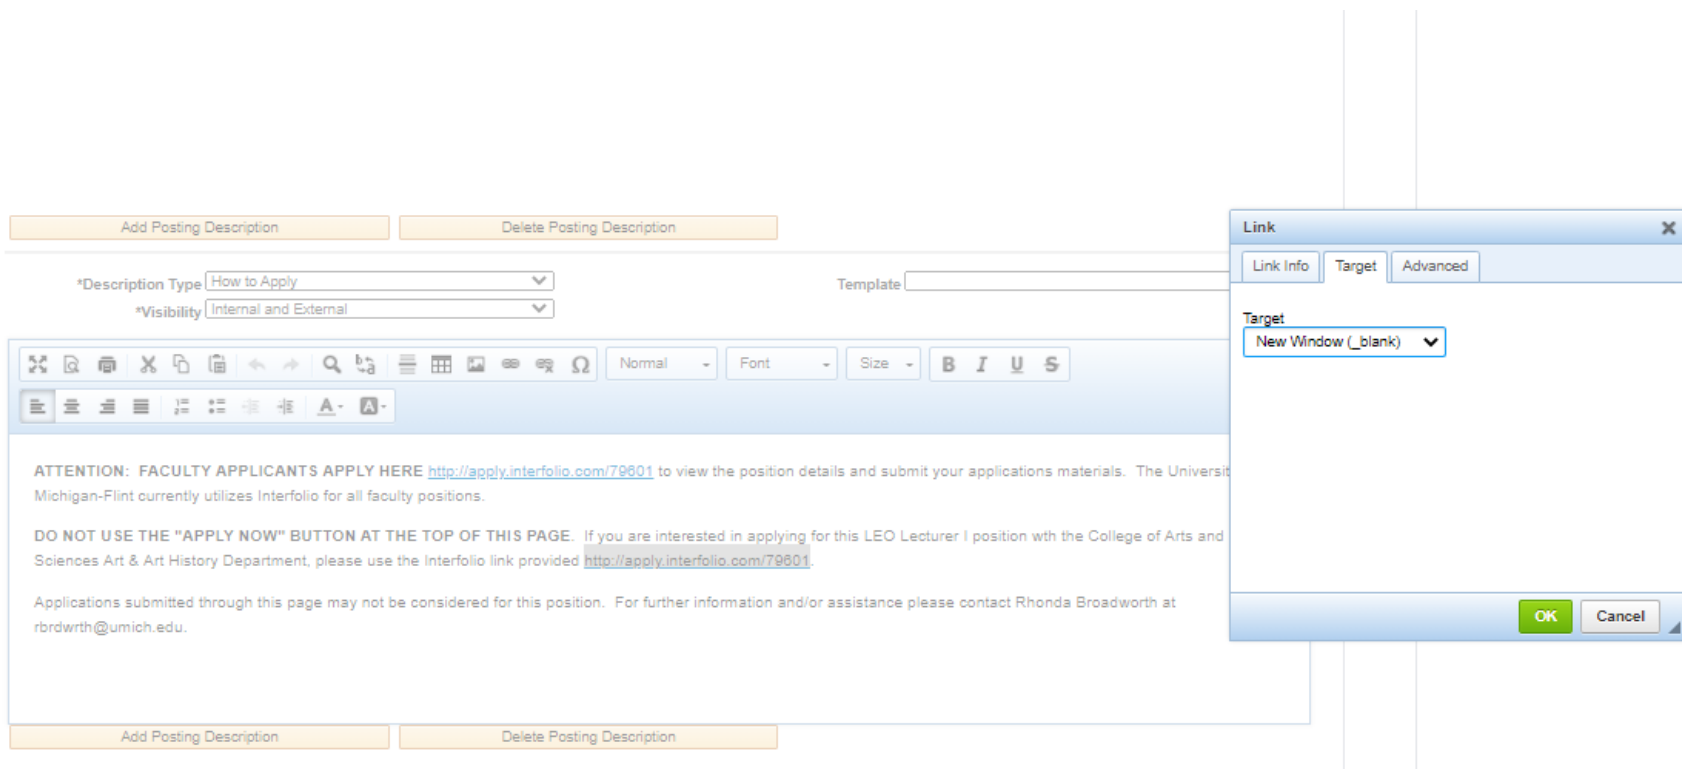 Add Posting Description Delete Posting Description
Link
Link Info Target Advanced
*Description Type How to Apply Template
*Visibility Internal and External
Target
New Window (_blank)
Normal Font Size B I U S
A A
ATTENTION: FACULTY APPLICANTS APPLY HERE http://apply.interfolio.com/79601 to view the position details and submit your applications materials. The
Michigan-Flint currently utilizes Interfolio for all faculty positions.
DO NOT USE THE "APPLY NOW" BUTTON AT THE TOP OF THIS PAGE. If you are interested in applying for this LEO Lecturer I position wth the College of Arts and
Sciences Art & Art History Department, please use the Interfolio link provided http://apply.interfolio.com/79601.
Applications submitted through this page may not be considered for this position. For further information and/or assistance please contact Rhonda Broadworth at
rbrdwrth@umich.edu.
OK Cancel
Add Posting Description Delete Posting Description